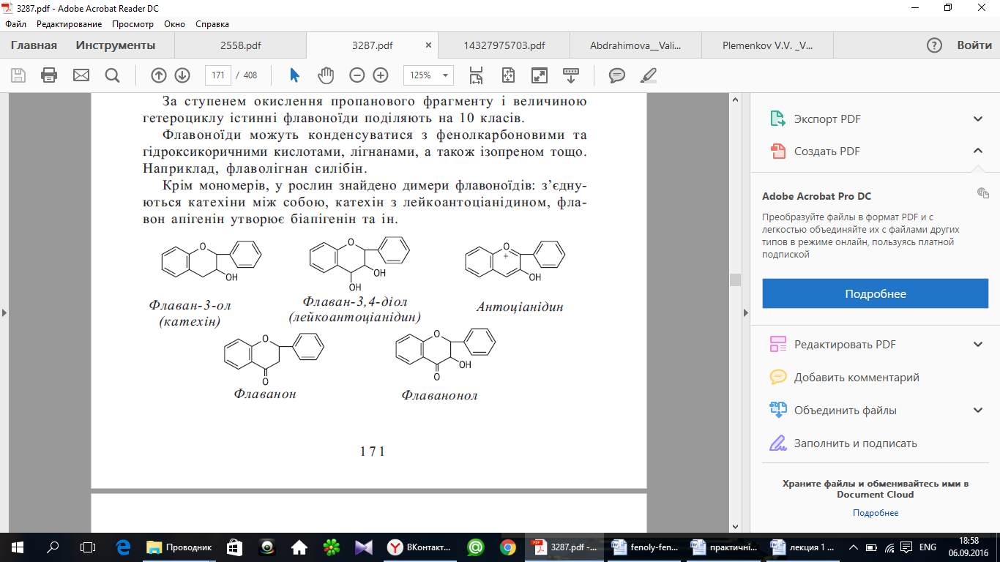 3287.pdf - Adobe Acrobat Reader DC
Файл Редактирование Просмотр Окно Справка
Главная Инструменты 2558.pdf 3287.pdf × 14327975703.pdf Abdrahimova__Vali... Plemenkov V.V. _V... ? Войти
171 / 408 125%
За ступенем окислення пропанового фрагменту і величиною
гетероциклу істинні флавоноїди поділяють на 10 класів.
Флавоноїди можуть конденсуватися з фенолкарбоновими та
гідроксикоричними кислотами, лігнанами, а також ізопреном тощо.
Наприклад, флаволігнан силібін.
Крім мономерів, у рослин знайдено димери флавоноїдів: з’єдну-
ються катехіни між собою, катехін з лейкоантоціанідином, фла-
вон апігенін утворює біапігенін та ін.
O OH
O OH OH
O + OH
Флаван-3-ол
(катехін)
Флаван-3,4-діол
(лейкоантоціанідин)
Антоціанідин
O O
O OH O
Флаванон
Флаванонол
171
Экспорт PDF
Создать PDF
Adobe Acrobat Pro DC
Преобразуйте файлы в формат PDF и с
легкостью объединяйте их с файлами других
типов в режиме онлайн, пользуясь платной
подпиской
Подробнее
Редактировать PDF
Добавить комментарий
Объединить файлы
Заполнить и подписать
Храните файлы и обменивайтесь ими в
Document Cloud
Подробнее
Проводник ВКонтакт... 3287.pdf -... fenoly-fen... практичні... лекция 1 ... ENG 18:58
06.09.2016